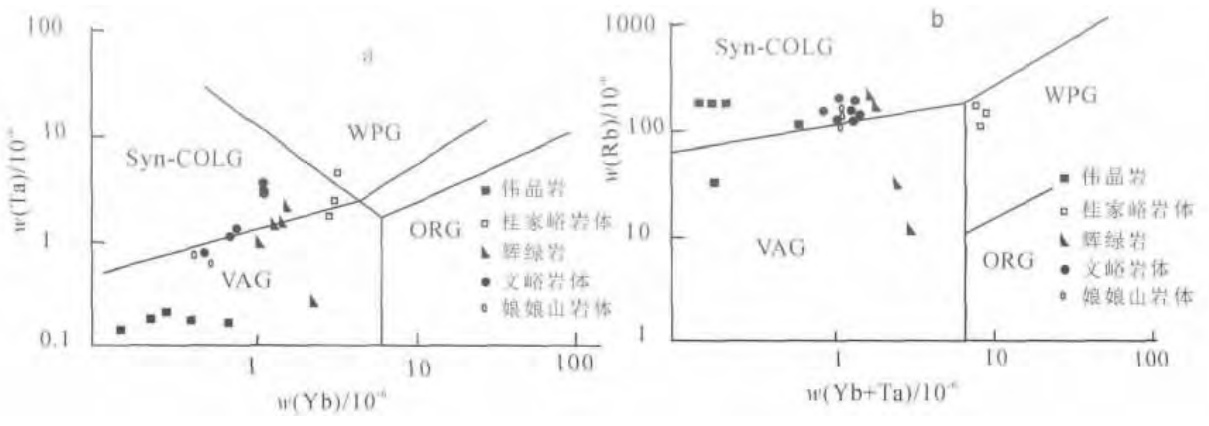 a
100
10
1
0.1
w(Ta)/10⁻⁶
Syn-COLG
WPG
VAG
ORG
伟晶岩
桂家峪岩体
辉绿岩
文峪岩体
娘娘山岩体
1
10
100
w(Yb)/10⁻⁶
b
1000
100
10
1
w(Rb)/10⁻⁶
Syn-COLG
WPG
VAG
ORG
伟晶岩
桂家峪岩体
辉绿岩
文峪岩体
娘娘山岩体
1
10
100
w(Yb+Ta)/10⁻⁶